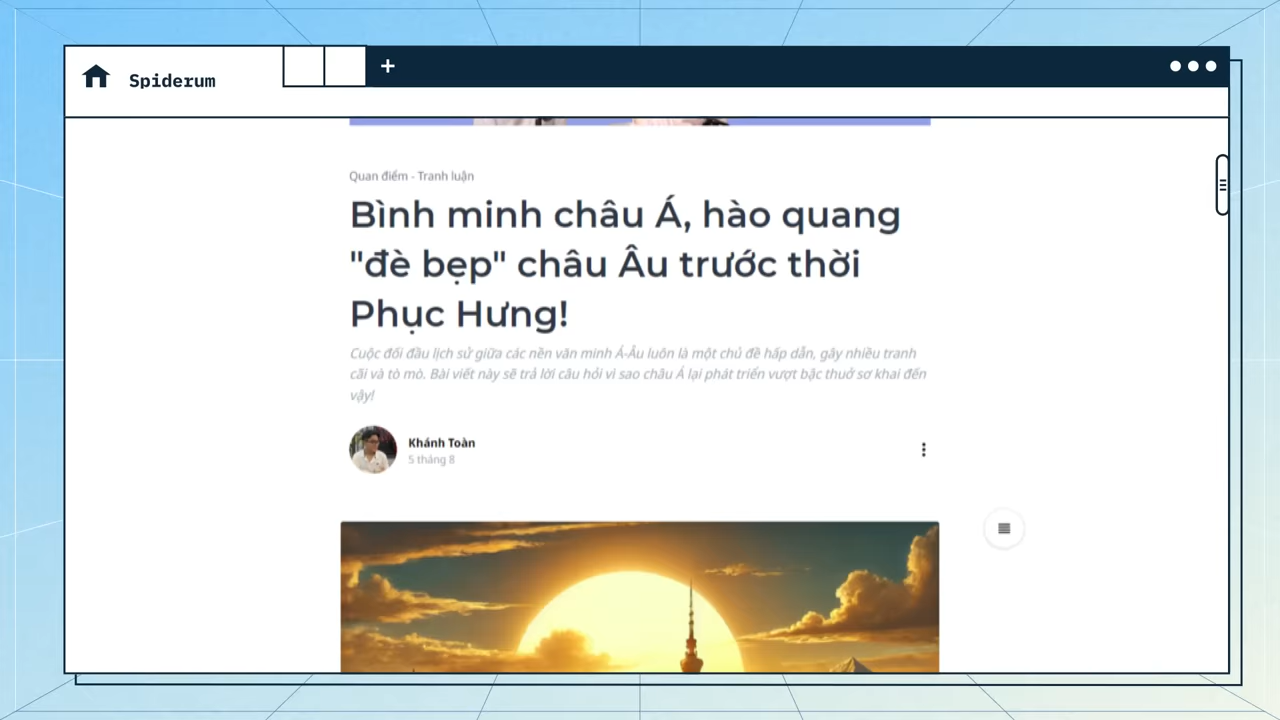 Spiderum
Quan điểm - Tranh luận
Bình minh châu Á, hào quang
"đè bẹp" châu Âu trước thời
Phục Hưng!
Cuộc đối đầu lịch sử giữa các nền văn minh Á-Âu luôn là một chủ đề hấp dẫn, gây nhiều tranh
cãi và tò mò. Bài viết này sẽ trả lời câu hỏi vì sao châu Á lại phát triển vượt bậc thuở sơ khai đến
vậy!
Khánh Toàn
5 tháng 8